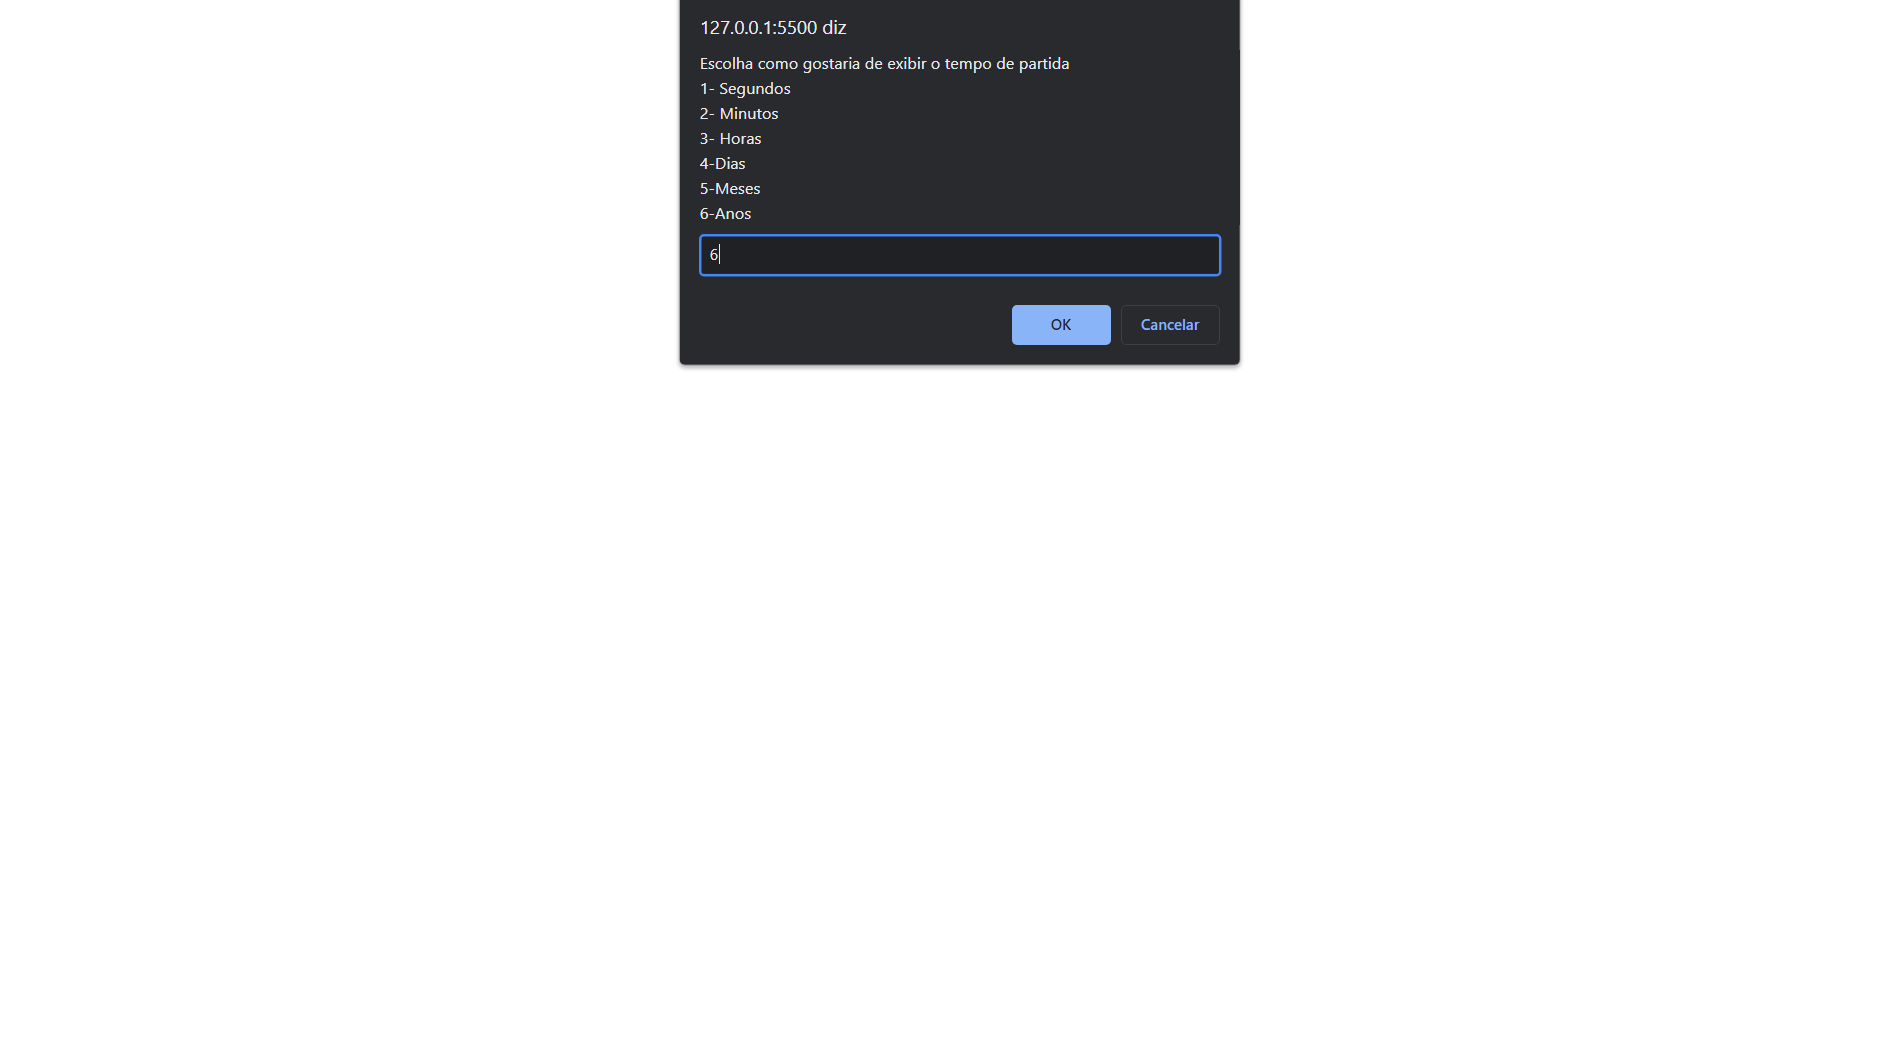 127.0.0.1:5500 diz
Escolha como gostaria de exibir o tempo de partida
1- Segundos
2- Minutos
3- Horas
4-Dias
5-Meses
6-Anos
6
OK
Cancelar